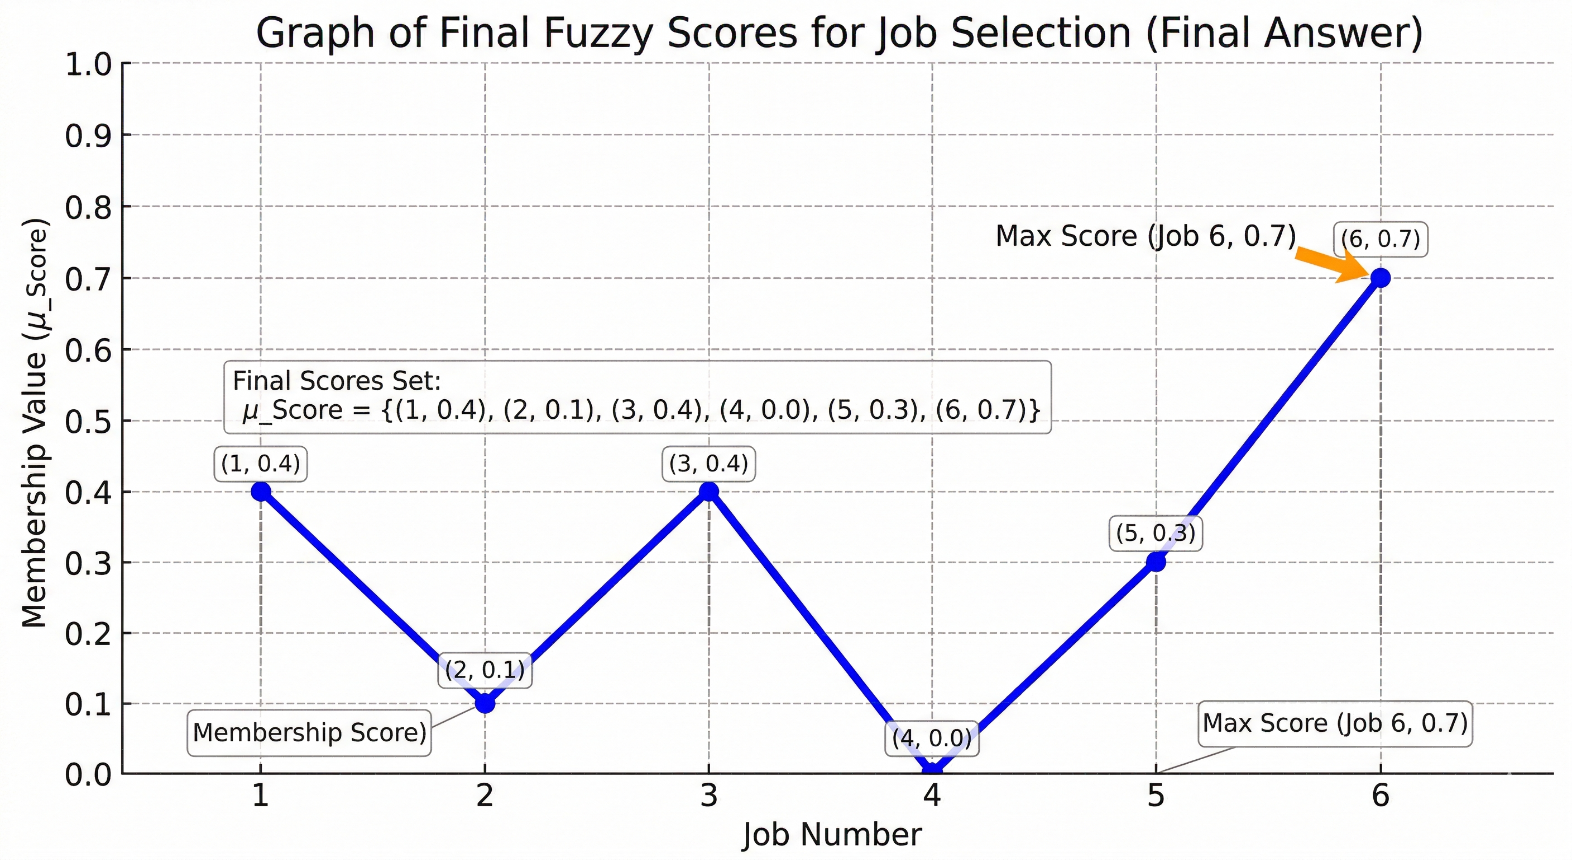 Graph of Final Fuzzy Scores for Job Selection (Final Answer)
Membership Value (μ_Score)
1.0
0.9
0.8
0.7
0.6
0.5
0.4
0.3
0.2
0.1
0.0
Max Score (Job 6, 0.7)
(6, 0.7)
Final Scores Set:
μ_Score = {(1, 0.4), (2, 0.1), (3, 0.4), (4, 0.0), (5, 0.3), (6, 0.7)}
(1, 0.4)
(3, 0.4)
(5, 0.3)
(2, 0.1)
Membership Score)
(4, 0.0)
Max Score (Job 6, 0.7)
1 2 3 4 5 6
Job Number